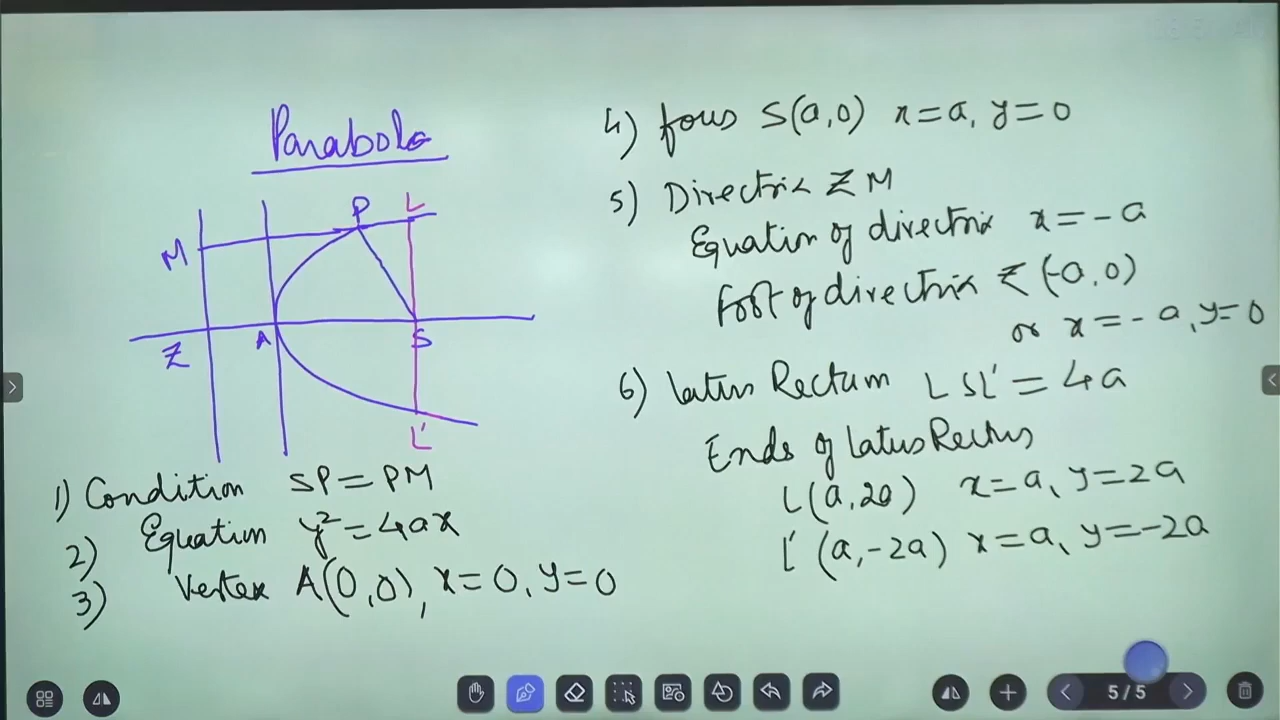 Parabola
M
P
L
Z
A
S
L'
1) Condition SP = PM
2) Equation y² = 4ax
3) Vertex A(0,0), x=0, y=0
4) focus S(a,0) x=a, y=0
5) Directrix ZM
Equation of directrix x=-a
Foot of directrix Z(-a,0)
or x=-a, y=0
6) latus Rectum LSL' = 4a
Ends of Latus Rectus
L(a,2a) x=a, y=2a
L'(a,-2a) x=a, y=-2a
5/5